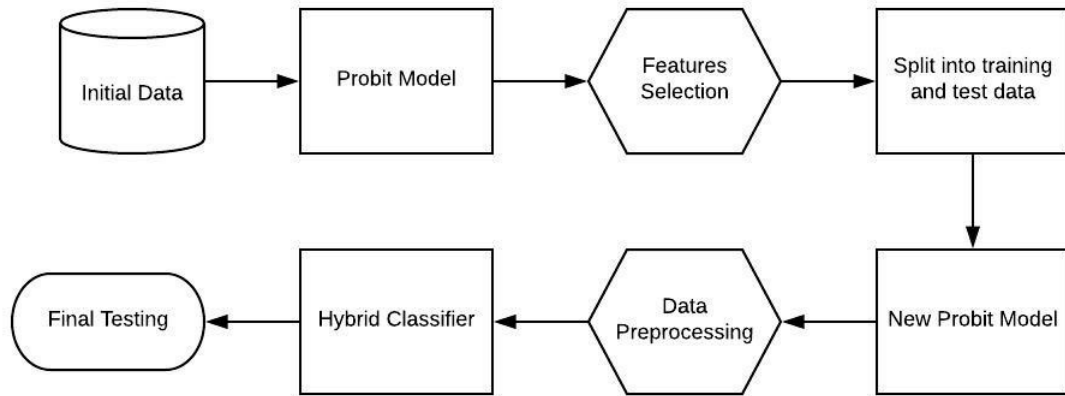 Initial Data
Probit Model
Features
Selection
Split into training
and test data
New Probit Model
Data
Preprocessing
Hybrid Classifier
Final Testing